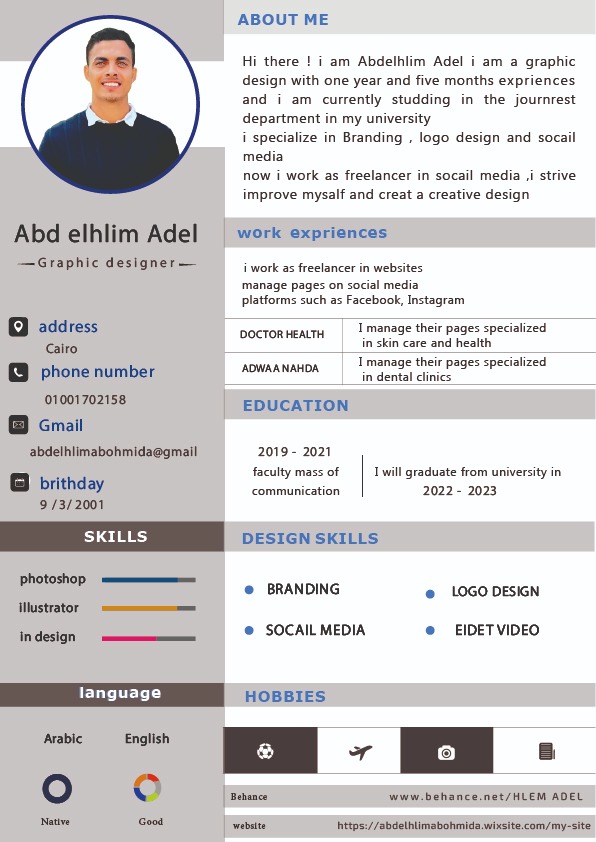 Abd elhlim Adel
Graphic designer
address
Cairo
phone number
01001702158
Gmail
abdelhlimabohmida@gmail
brithday
9 /3/ 2001
SKILLS
photoshop
illustrator
in design
language
Arabic English
Native Good
ABOUT ME
Hi there ! i am Abdelhlim Adel i am a graphic
design with one year and five months expriences
and i am currently studding in the journrest
department in my university
i specialize in Branding , logo design and socail
media
now i work as freelancer in socail media ,i strive
improve mysalf and creat a creative design
work expriences
i work as freelancer in websites
manage pages on social media
platforms such as Facebook, Instagram
DOCTOR HEALTH
I manage their pages specialized
in skin care and health
ADWAA NAHDA
I manage their pages specialized
in dental clinics
EDUCATION
2019 - 2021
faculty mass of
communication
I will graduate from university in
2022 - 2023
DESIGN SKILLS
BRANDING
LOGO DESIGN
SOCAIL MEDIA
EIDET VIDEO
HOBBIES
Behance www.behance.net/HLEM ADEL
website https://abdelhlimabohmida.wixsite.com/my-site